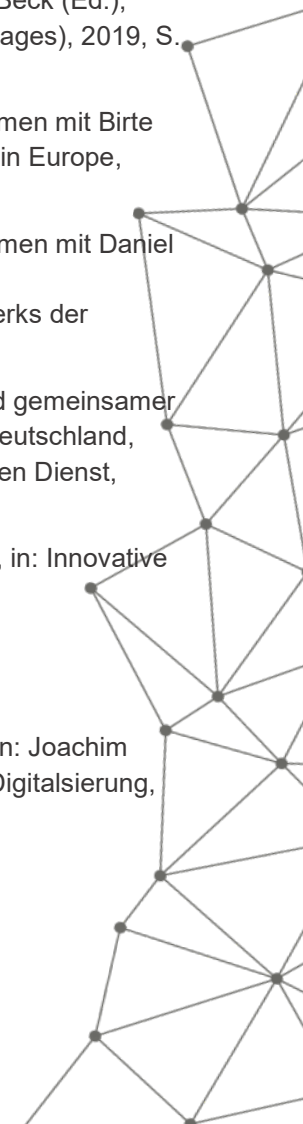 Beck (Ed.),
ages), 2019, S.
men mit Birte
in Europe,
men mit Daniel
erks der
d gemeinsamer
eutschland,
en Dienst,
, in: Innovative
n: Joachim
Digitalsierung,